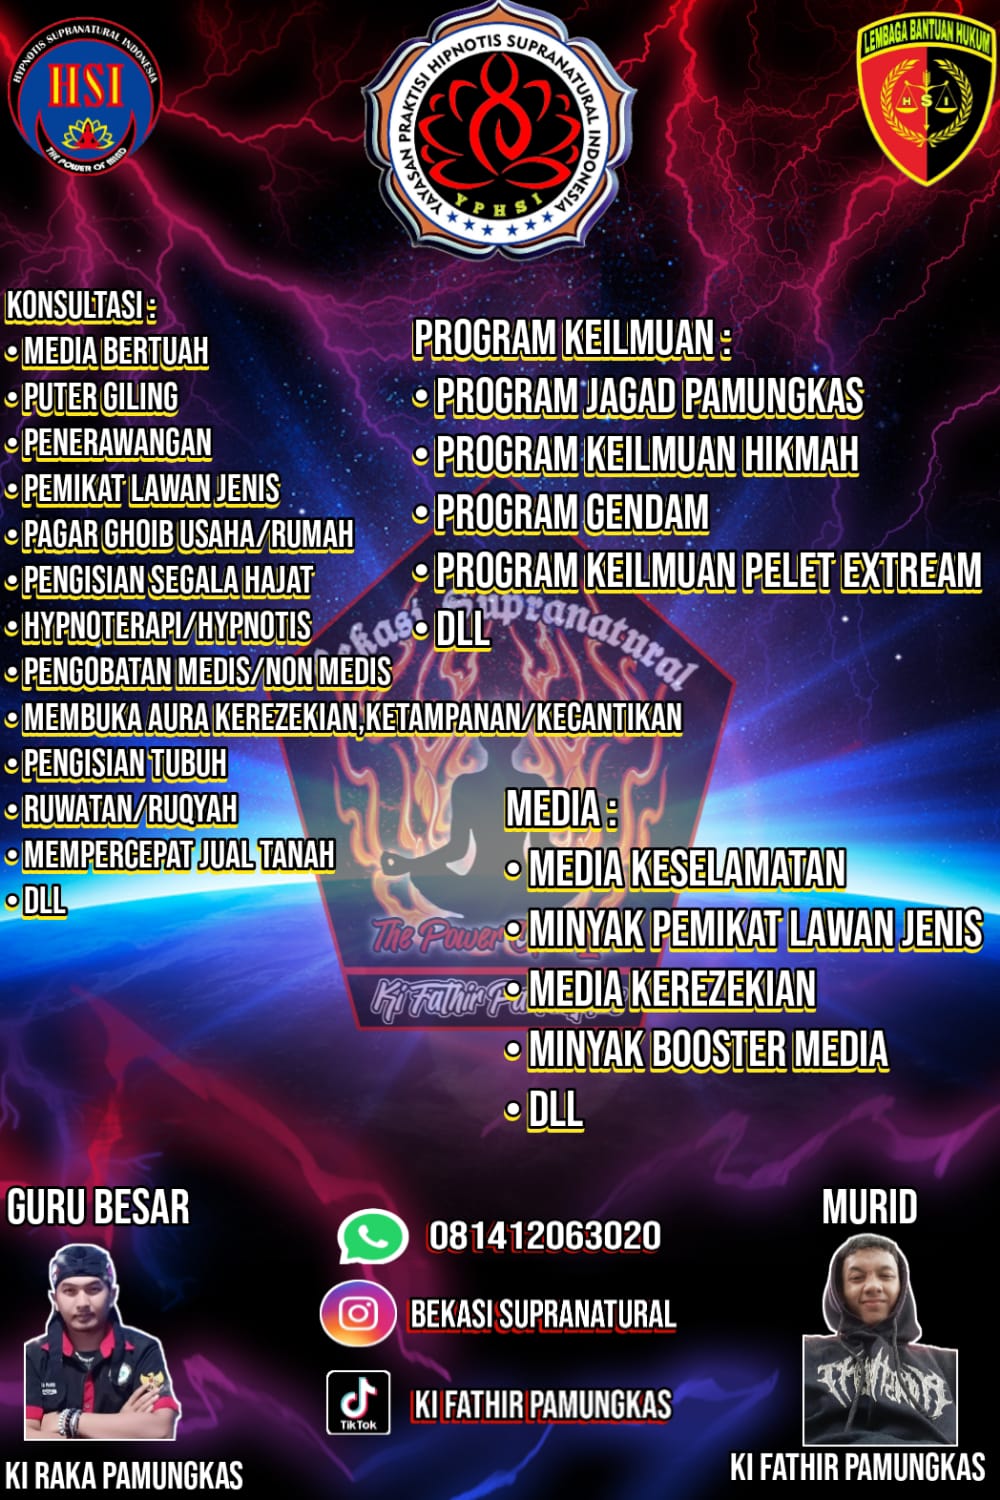 HYPNOTIS SUPRANATURAL INDONESIA
HSI
THE POWER OF MIND
YAYASAN PRAKTISI HIPNOTIS SUPRANATURAL INDONESIA
YPHSI
LEMBAGA BANTUAN HUKUM
HSI
KONSULTASI :
• MEDIA BERTUAH
• PUTER GILING
• PENERAWANGAN
• PEMIKAT LAWAN JENIS
• PAGAR GHOIB USAHA/RUMAH
• PENGISIAN SEGALA HAJAT
• HYPNOTERAPI/HYPNOTIS
• PENGOBATAN MEDIS/NON MEDIS
• MEMBUKA AURA KEREZEKIAN,KETAMPANAN/KECANTIKAN
• PENGISIAN TUBUH
• RUWATAN/RUQYAH
• MEMPERCEPAT JUAL TANAH
• DLL
PROGRAM KEILMUAN :
• PROGRAM JAGAD PAMUNGKAS
• PROGRAM KEILMUAN HIKMAH
• PROGRAM GENDAM
• PROGRAM KEILMUAN PELET EXTREAM
• DLL
Bekasi Supranatural
The Power
Ki Fathir
MEDIA :
• MEDIA KESELAMATAN
• MINYAK PEMIKAT LAWAN JENIS
• MEDIA KEREZEKIAN
• MINYAK BOOSTER MEDIA
• DLL
GURU BESAR
KI RAKA PAMUNGKAS
081412063020
BEKASI SUPRANATURAL
TikTok
KI FATHIR PAMUNGKAS
MURID
KI FATHIR PAMUNGKAS